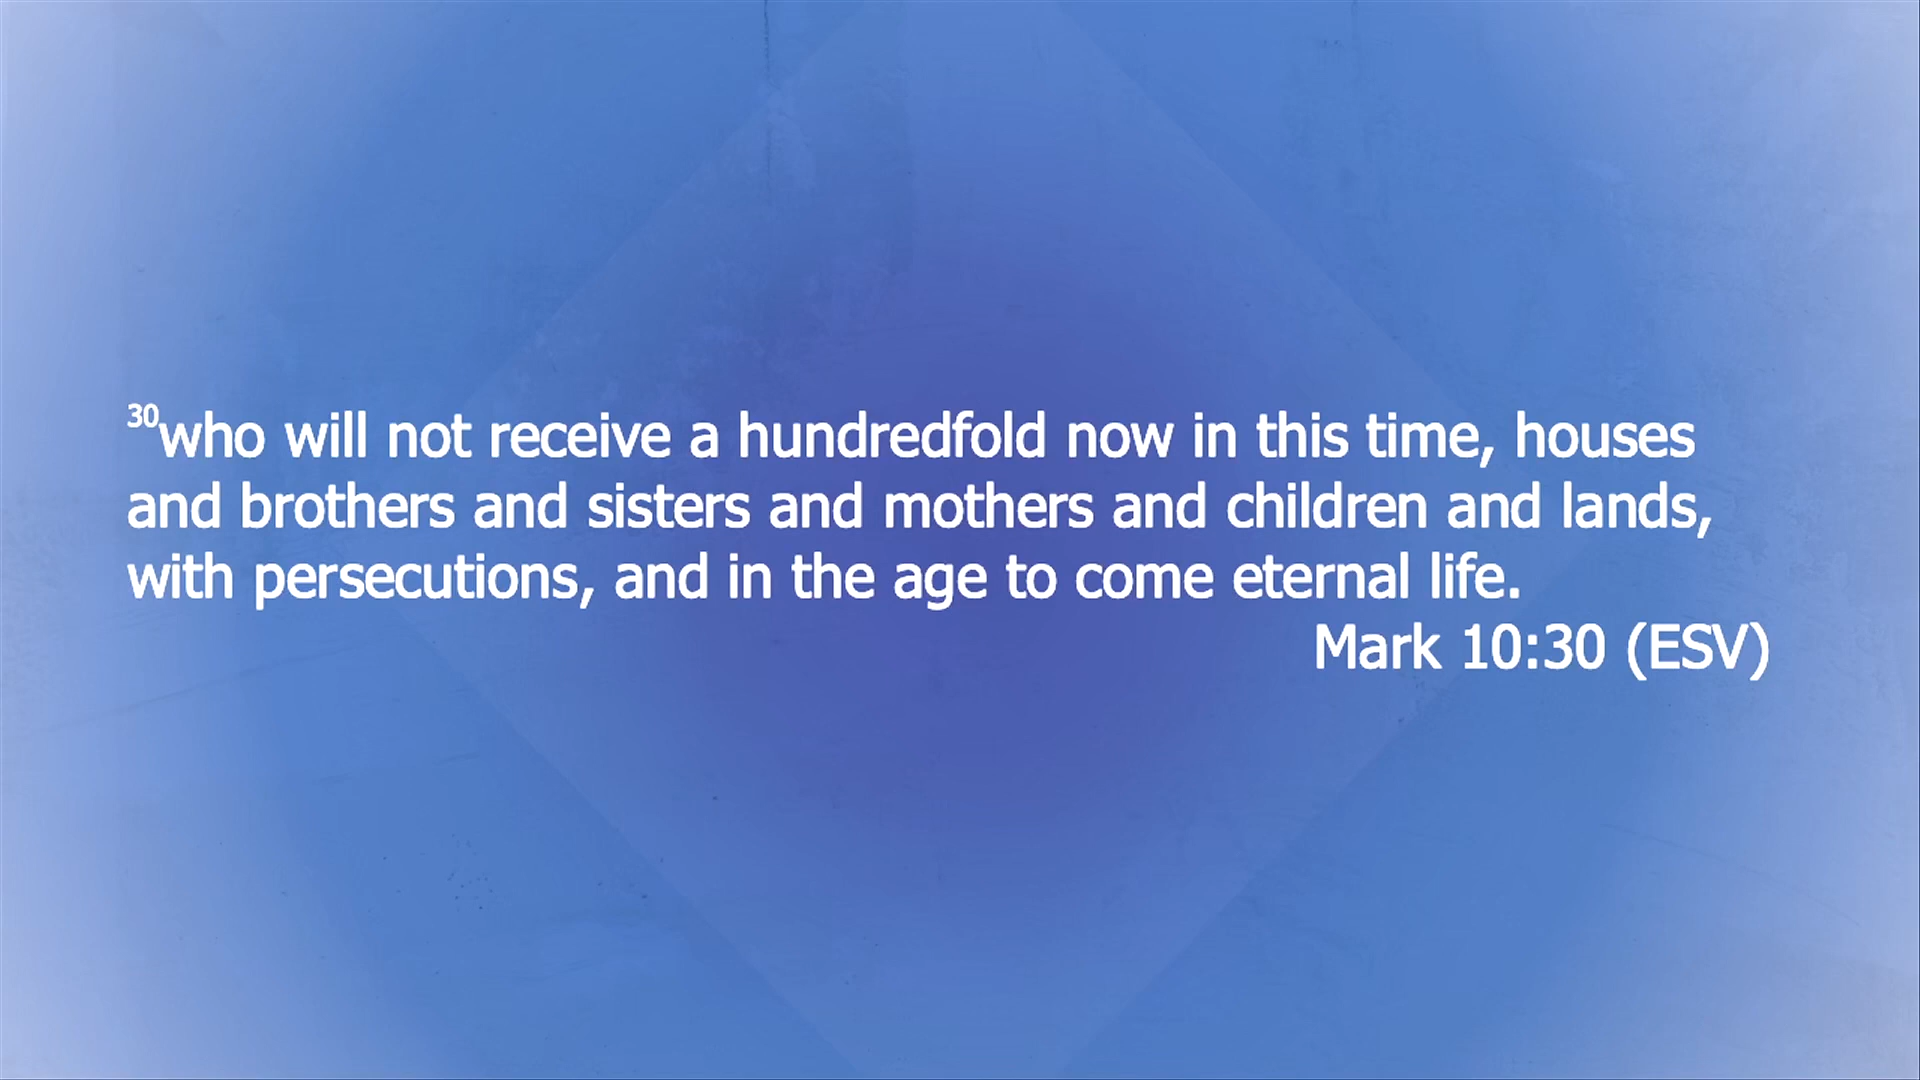 30who will not receive a hundredfold now in this time, houses
and brothers and sisters and mothers and children and lands,
with persecutions, and in the age to come eternal life.
Mark 10:30 (ESV)